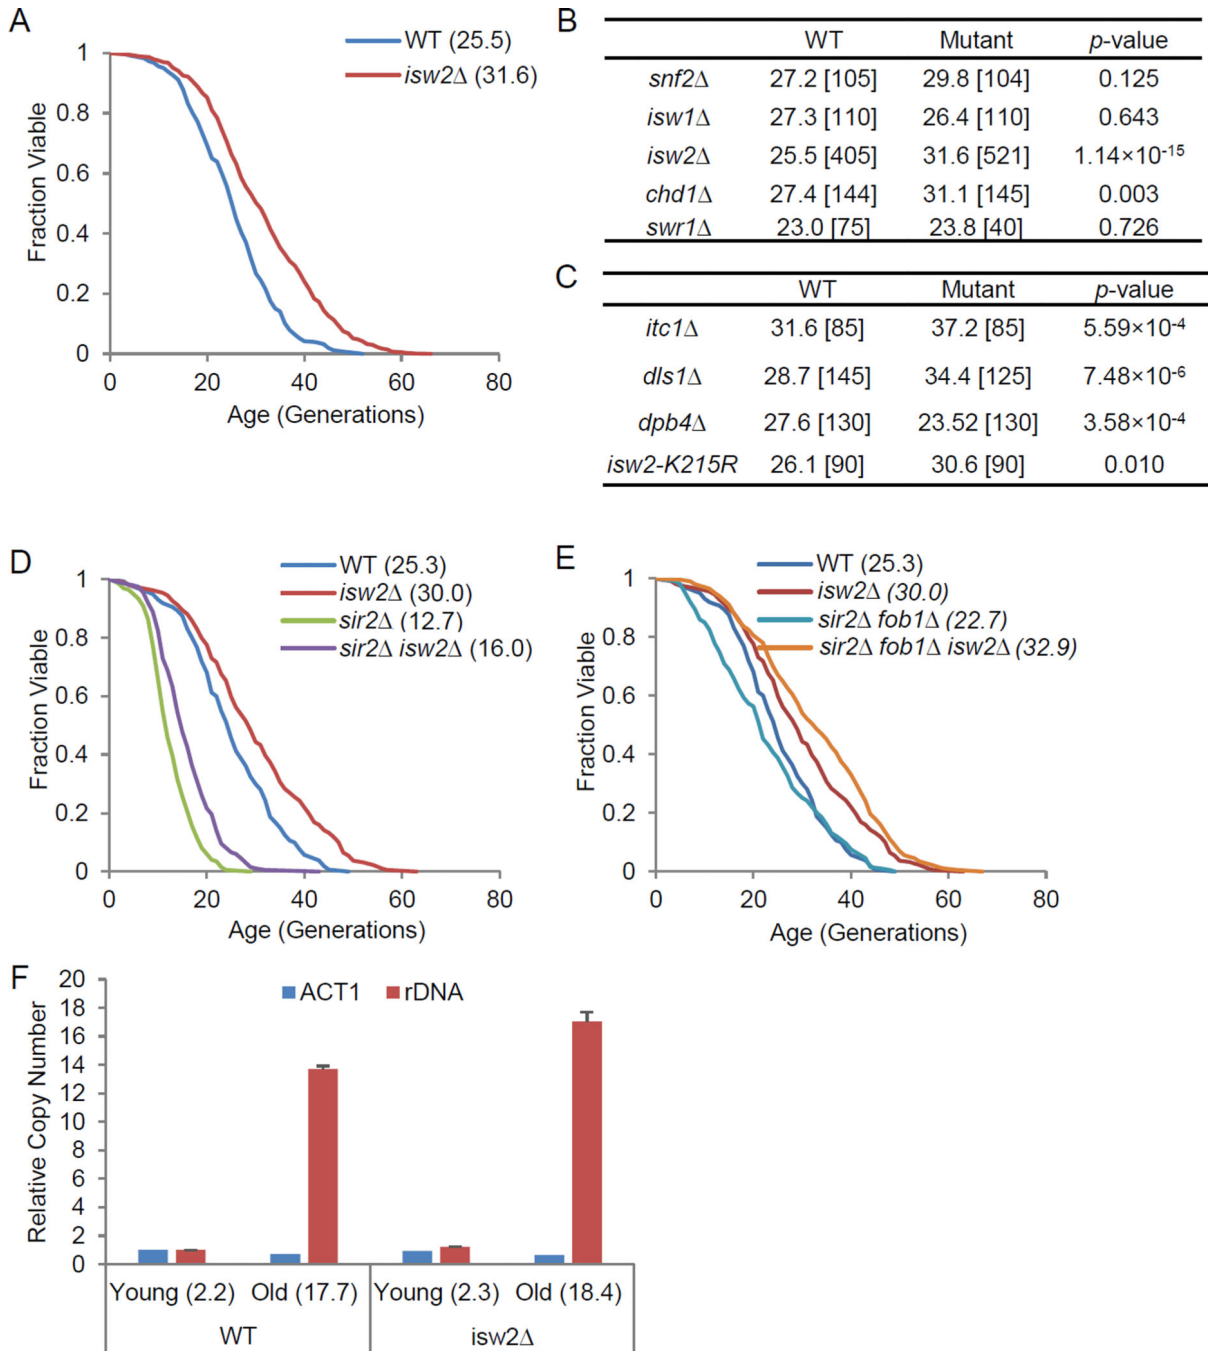 A
WT (25.5)
isw2Δ (31.6)
Fraction Viable
1
0.8
0.6
0.4
0.2
0
0 20 40 60 80
Age (Generations)
B
WT Mutant p-value
snf2Δ 27.2 [105] 29.8 [104] 0.125
isw1Δ 27.3 [110] 26.4 [110] 0.643
isw2Δ 25.5 [405] 31.6 [521] 1.14×10⁻¹⁵
chd1Δ 27.4 [144] 31.1 [145] 0.003
swr1Δ 23.0 [75] 23.8 [40] 0.726
C
WT Mutant p-value
itc1Δ 31.6 [85] 37.2 [85] 5.59×10⁻⁴
dls1Δ 28.7 [145] 34.4 [125] 7.48×10⁻⁶
dpb4Δ 27.6 [130] 23.52 [130] 3.58×10⁻⁴
isw2-K215R 26.1 [90] 30.6 [90] 0.010
D
WT (25.3)
isw2Δ (30.0)
sir2Δ (12.7)
sir2Δ isw2Δ (16.0)
Fraction Viable
1
0.8
0.6
0.4
0.2
0
0 20 40 60 80
Age (Generations)
E
WT (25.3)
isw2Δ (30.0)
sir2Δ fob1Δ (22.7)
sir2Δ fob1Δ isw2Δ (32.9)
Fraction Viable
1
0.8
0.6
0.4
0.2
0
0 20 40 60 80
Age (Generations)
F
ACT1 rDNA
Relative Copy Number
20
18
16
14
12
10
8
6
4
2
0
Young (2.2) Old (17.7) Young (2.3) Old (18.4)
WT isw2Δ